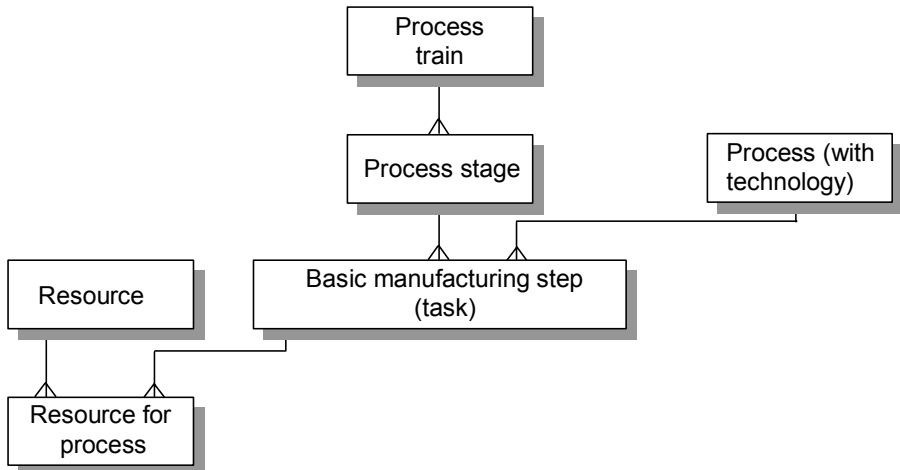 Process
train
Process stage
Process (with
technology)
Basic manufacturing step
(task)
Resource
Resource for
process